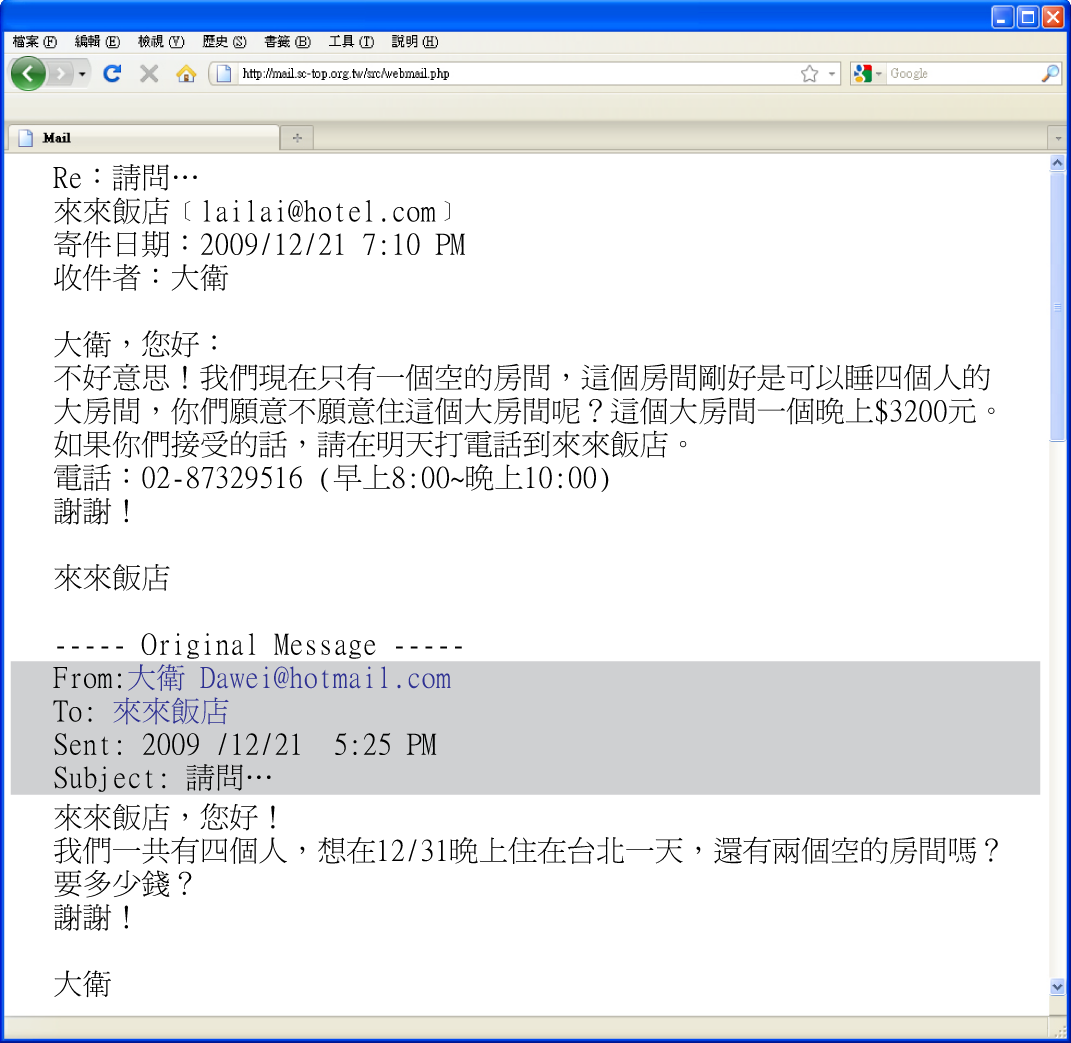 檔案(F) 編輯(E) 檢視(V) 歷史(S) 書籤(B) 工具(T) 說明(H)
http://mail.sc-top.org.tw/src/webmail.php
Google
Mail
Re：請問…
來來飯店﹝lailai@hotel.com﹞
寄件日期：2009/12/21 7:10 PM
收件者：大衛
大衛，您好：
不好意思！我們現在只有一個空的房間，這個房間剛好是可以睡四個人的
大房間，你們願意不願意住這個大房間呢？這個大房間一個晚上$3200元。
如果你們接受的話，請在明天打電話到來來飯店。
電話：02-87329516 (早上8:00~晚上10:00)
謝謝！
來來飯店
----- Original Message -----
From:大衛 Dawei@hotmail.com
To: 來來飯店
Sent: 2009 /12/21  5:25 PM
Subject: 請問…
來來飯店，您好！
我們一共有四個人，想在12/31晚上住在台北一天，還有兩個空的房間嗎？
要多少錢？
謝謝！
大衛